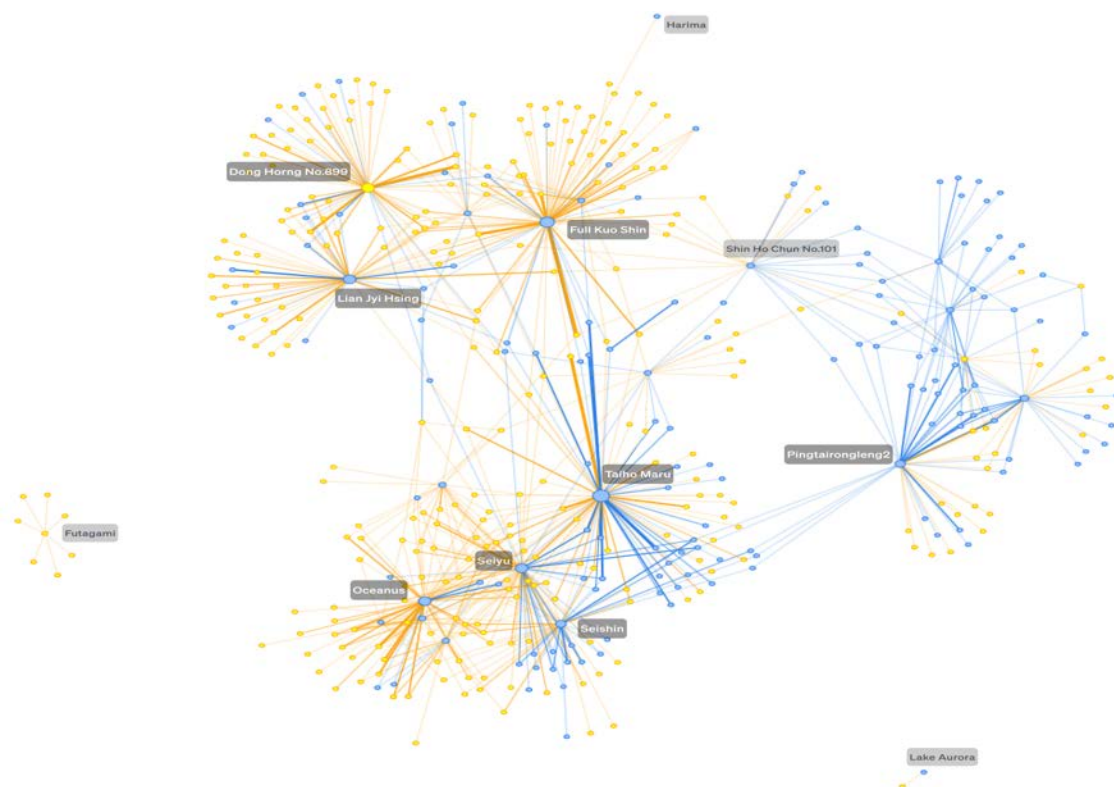 Harima
Dong Horng No.899
Full Kuo Shin
Shin Ho Chun No.101
Lian Jyi Hsing
Pingtairongleng2
Taiho Maru
Futagami
Seiyu
Oceanus
Seishin
Lake Aurora